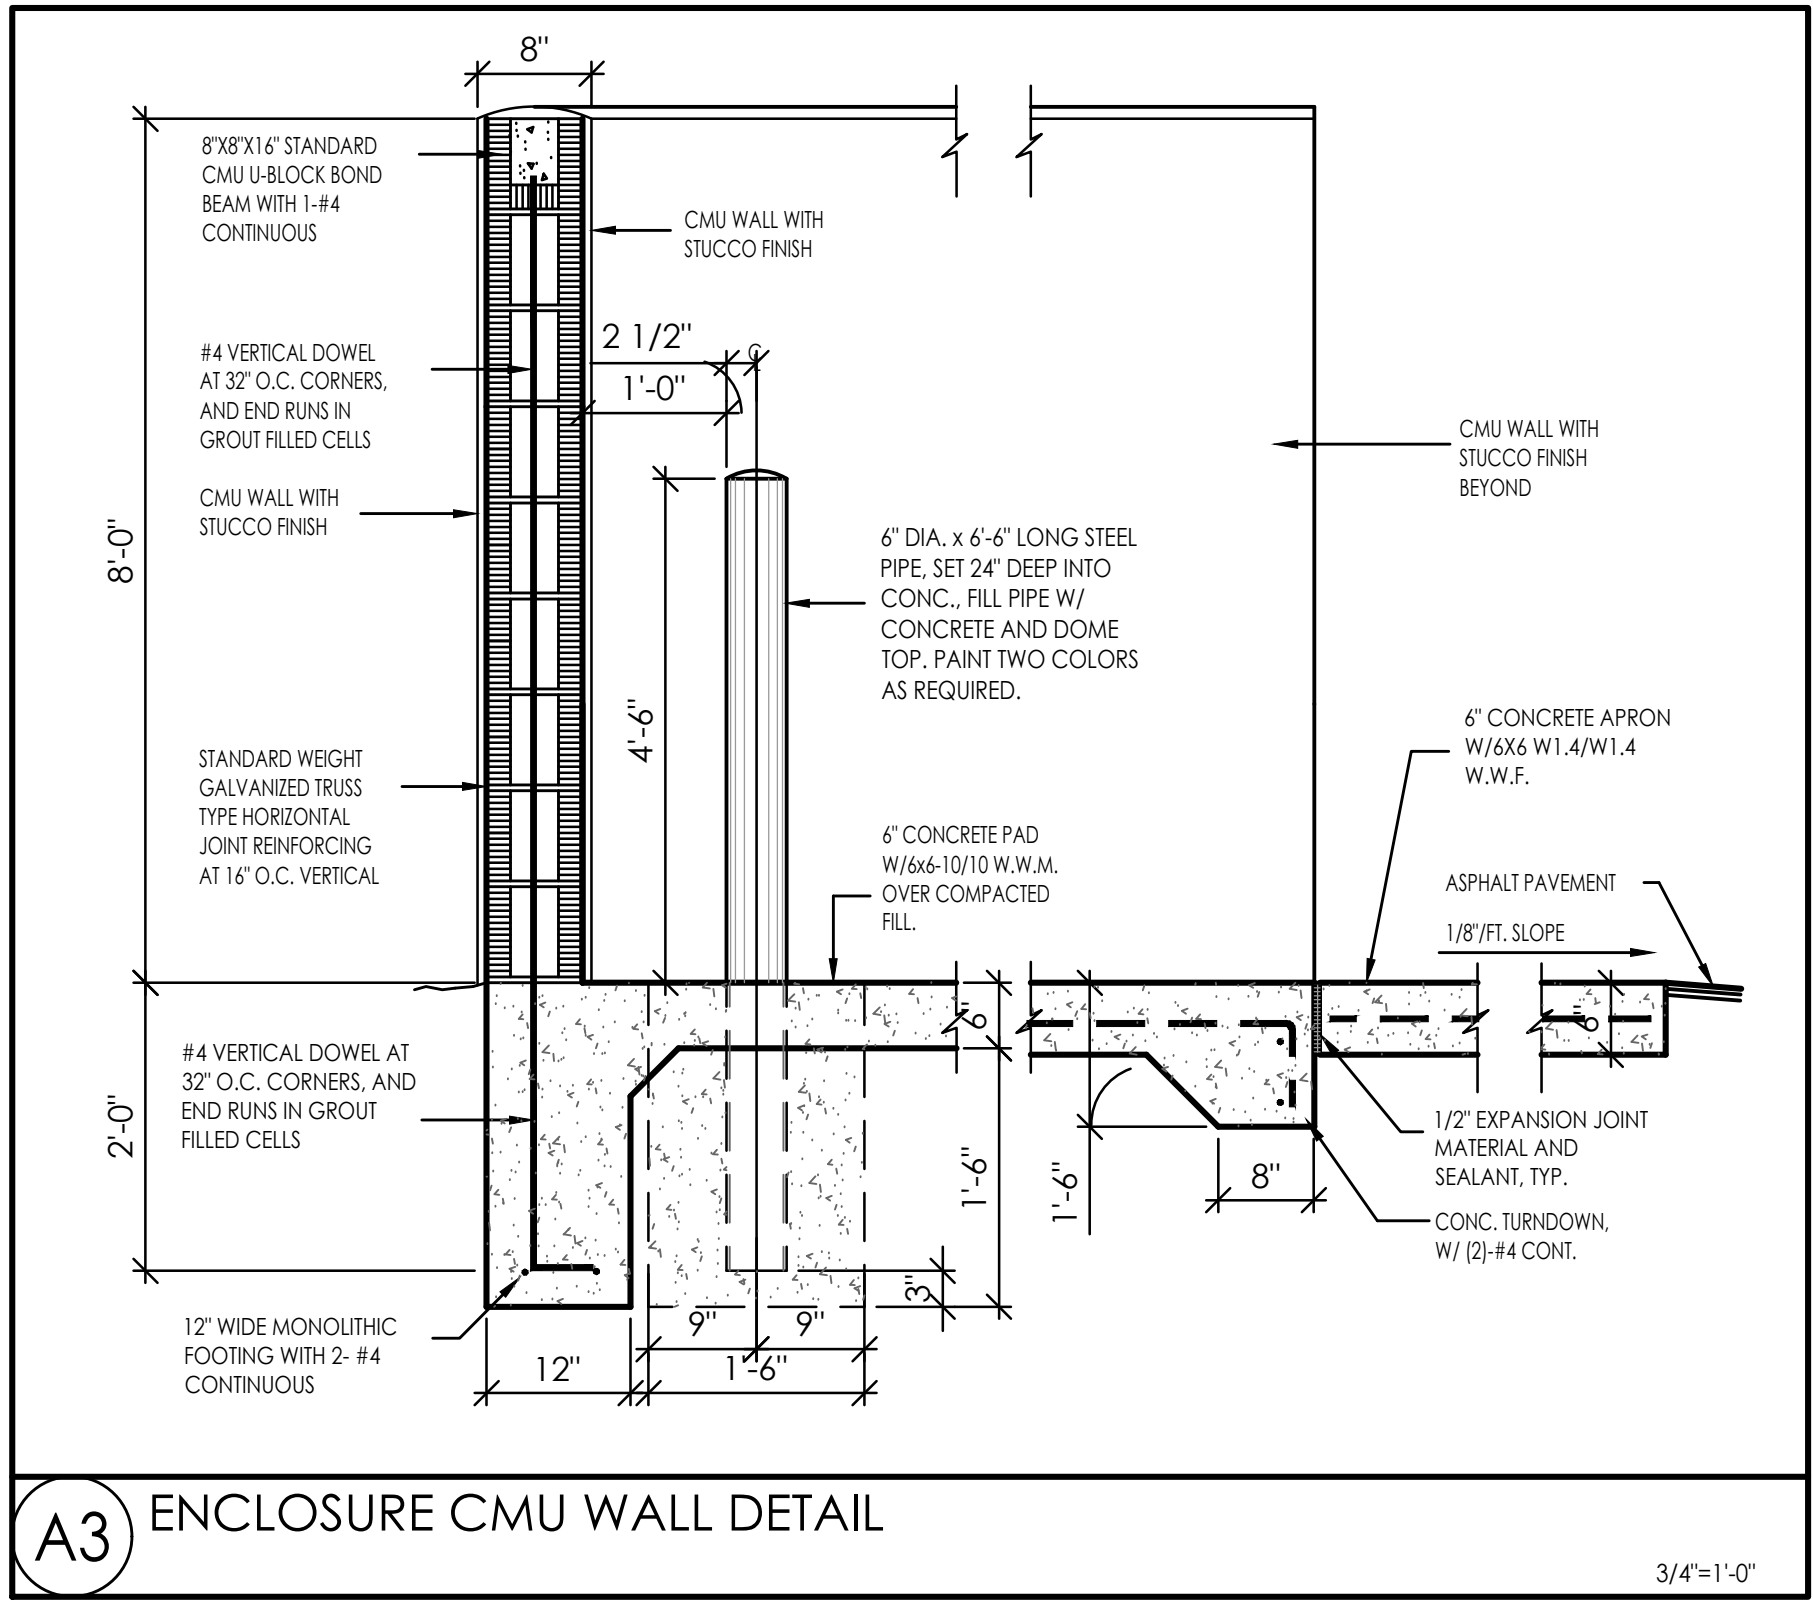 8"
8"X8"X16" STANDARD
CMU U-BLOCK BOND
BEAM WITH 1-#4
CONTINUOUS
CMU WALL WITH
STUCCO FINISH
2 1/2"
℄
1'-0"
#4 VERTICAL DOWEL
AT 32" O.C. CORNERS,
AND END RUNS IN
GROUT FILLED CELLS
CMU WALL WITH
STUCCO FINISH
BEYOND
CMU WALL WITH
STUCCO FINISH
8'-0"
6" DIA. x 6'-6" LONG STEEL
PIPE, SET 24" DEEP INTO
CONC., FILL PIPE W/
CONCRETE AND DOME
TOP. PAINT TWO COLORS
AS REQUIRED.
4'-6"
6" CONCRETE APRON
W/6X6 W1.4/W1.4
W.W.F.
STANDARD WEIGHT
GALVANIZED TRUSS
TYPE HORIZONTAL
JOINT REINFORCING
AT 16" O.C. VERTICAL
6" CONCRETE PAD
W/6x6-10/10 W.W.M.
OVER COMPACTED
FILL.
ASPHALT PAVEMENT
1/8"/FT. SLOPE
6"
6"
#4 VERTICAL DOWEL AT
32" O.C. CORNERS, AND
END RUNS IN GROUT
FILLED CELLS
2'-0"
1'-6"
1'-6"
8"
1/2" EXPANSION JOINT
MATERIAL AND
SEALANT, TYP.
CONC. TURNDOWN,
W/ (2)-#4 CONT.
3"
12" WIDE MONOLITHIC
FOOTING WITH 2- #4
CONTINUOUS
9"
9"
12"
1'-6"
A3
ENCLOSURE CMU WALL DETAIL
3/4"=1'-0"